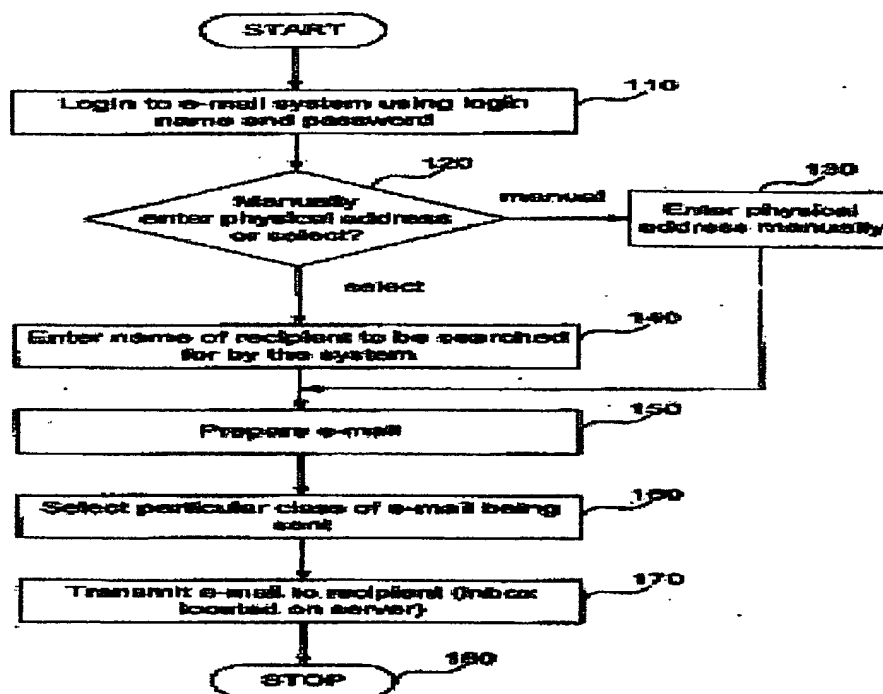 START
110
Login to e-mail system using login
name and password
120
Manually
enter physical address
or select?
manual
130
Enter physical
address manually
select
140
Enter name of recipient to be searched
for by the system
150
Prepare e-mail
160
Select particular class of e-mail being
sent
170
Transmit e-mail to recipient (inbox
located on server)
180
STOP